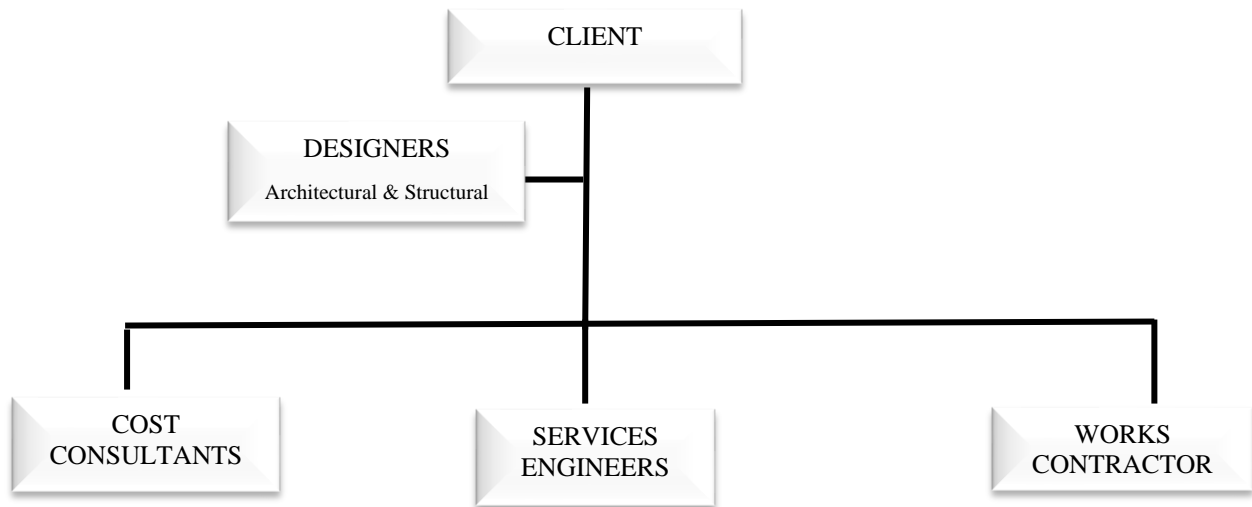 CLIENT
DESIGNERS
Architectural & Structural
COST
CONSULTANTS
SERVICES
ENGINEERS
WORKS
CONTRACTOR